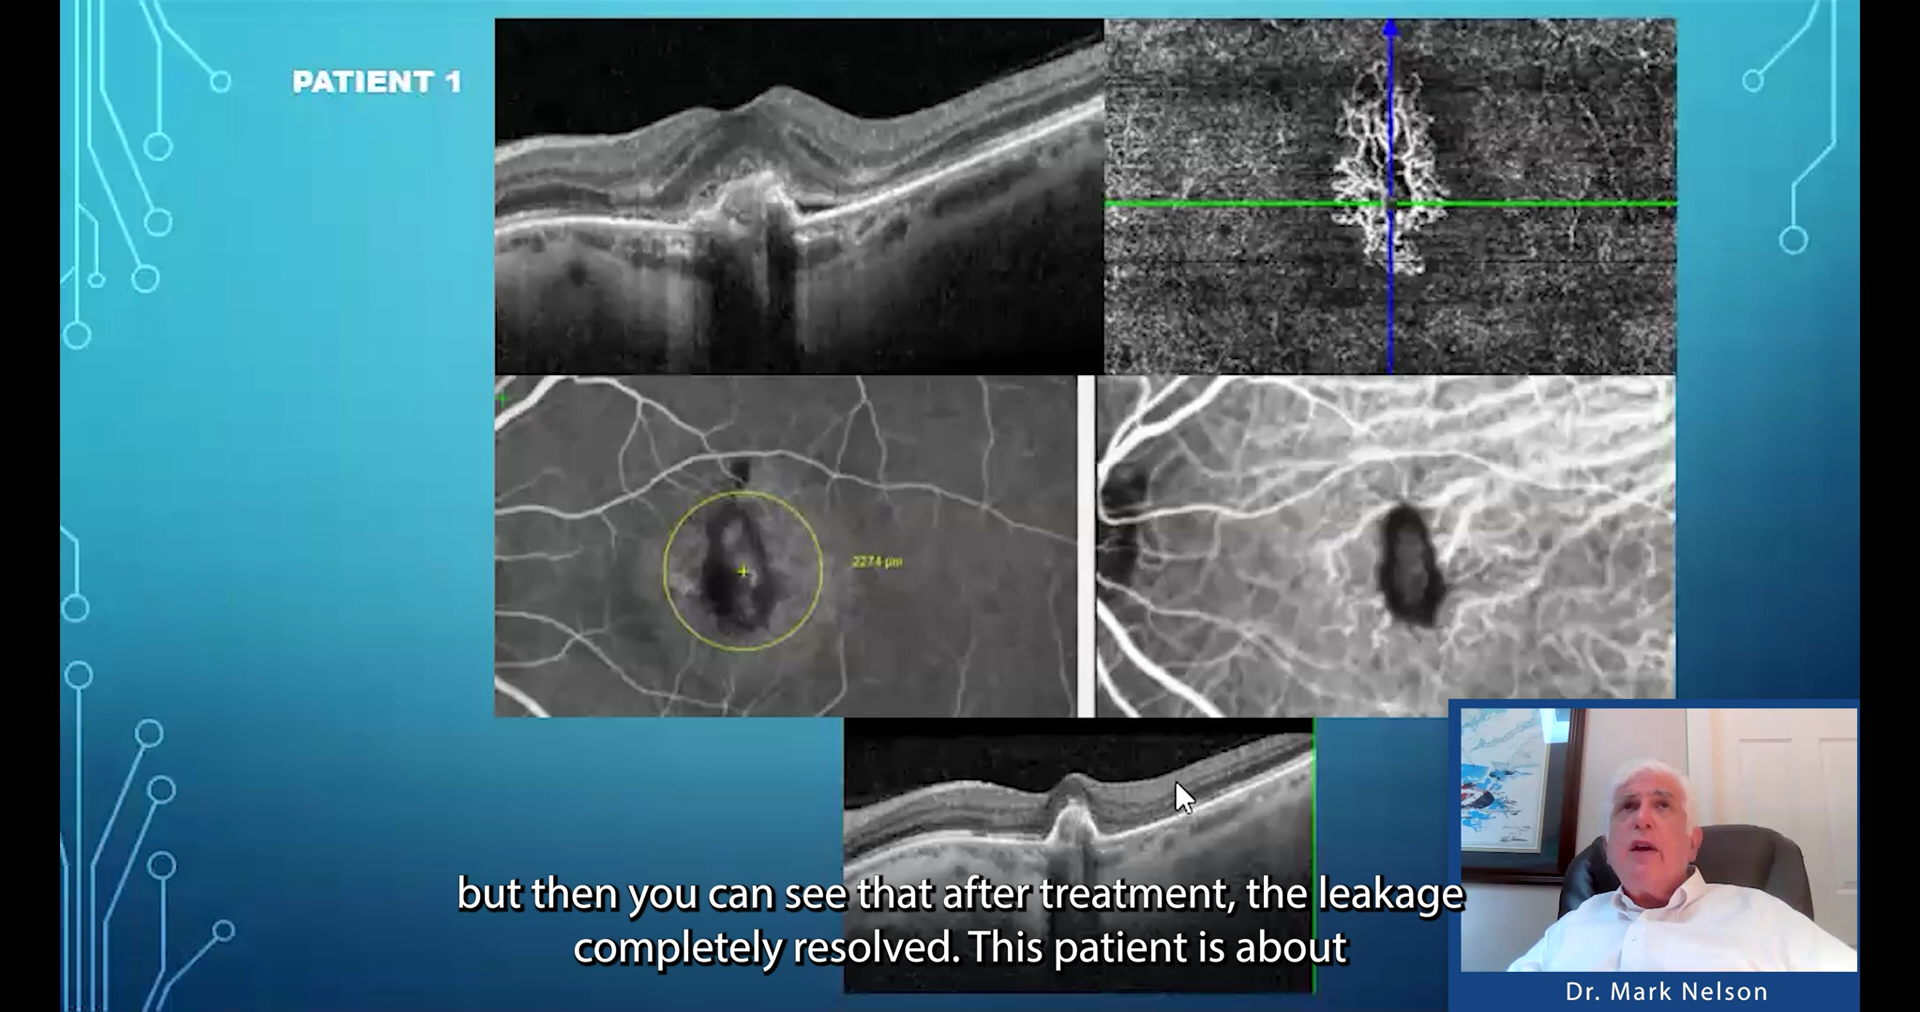 PATIENT 1
2274 µm
but then you can see that after treatment, the leakage
completely resolved. This patient is about
Dr. Mark Nelson